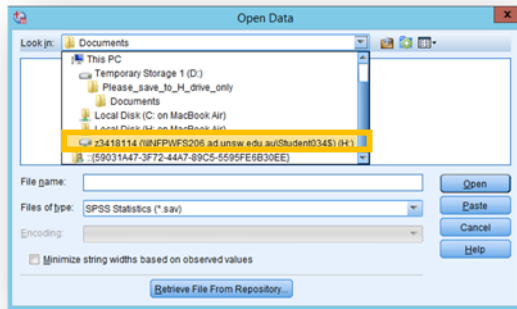 Open Data
x
Look in: Documents
This PC
Temporary Storage 1 (D:)
Please_save_to_H_drive_only
Documents
Local Disk (C: on MacBook Air)
Local Disk (H: on MacBook Air)
z3418114 (\\INFPWFS206.ad.unsw.edu.au\Student034$) (H:)
::{59031A47-3F72-44A7-89C5-5595FE6B30EE}
File name:
Open
Files of type: SPSS Statistics (*.sav)
Paste
Encoding:
Cancel
Minimize string widths based on observed values
Help
Retrieve File From Repository...